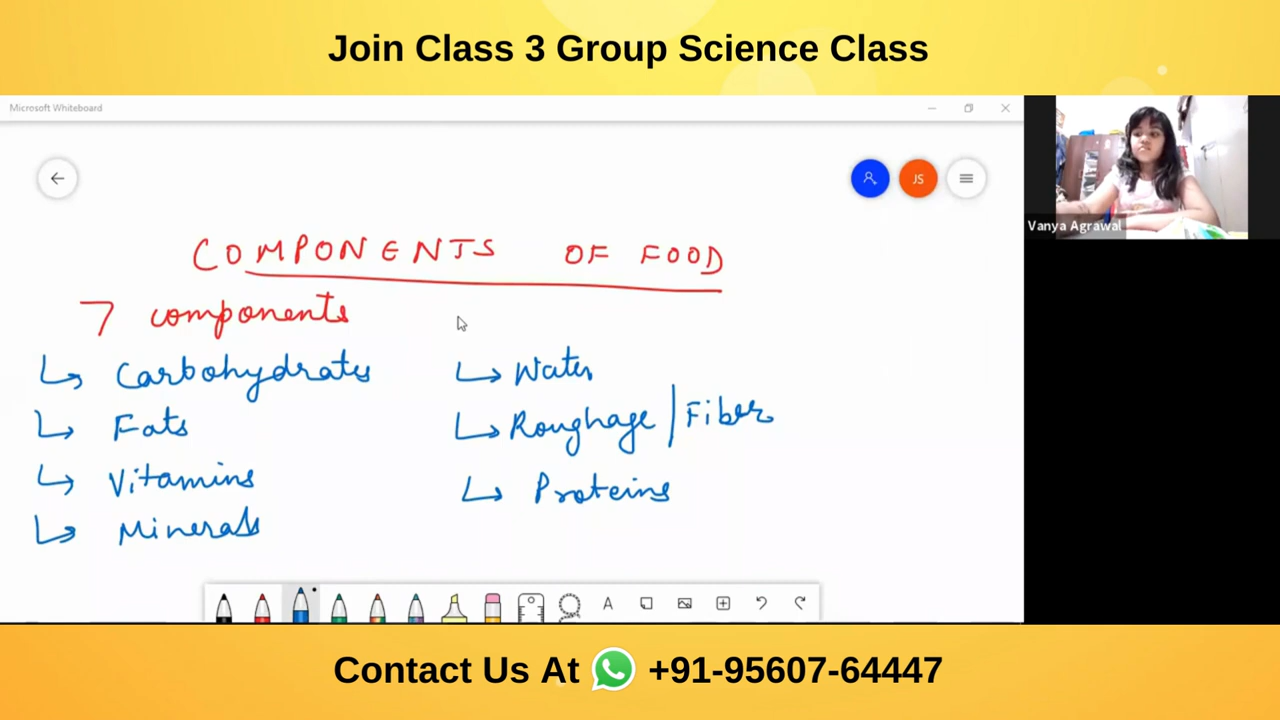 Join Class 3 Group Science Class
Microsoft Whiteboard
JS
Vanya Agrawal
COMPONENTS OF FOOD
7 components
↳ Carbohydrates
↳ Fats
↳ Vitamins
↳ Minerals
↳ Water
↳ Roughage | Fiber
↳ Proteins
A
Contact Us At +91-95607-64447